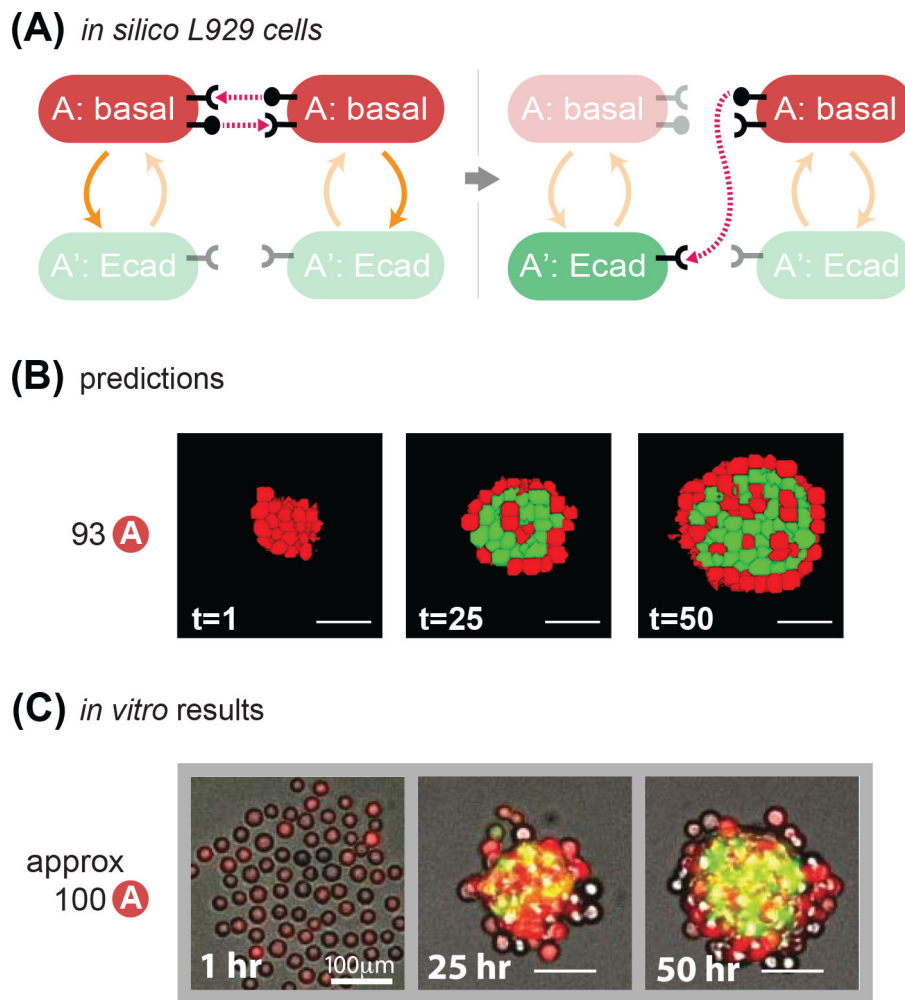 (A) in silico L929 cells
A: basal A: basal A: basal A: basal
A': Ecad A': Ecad A': Ecad A': Ecad
(B) predictions
93 A
t=1 t=25 t=50
(C) in vitro results
approx
100 A
1 hr 100μm 25 hr 50 hr